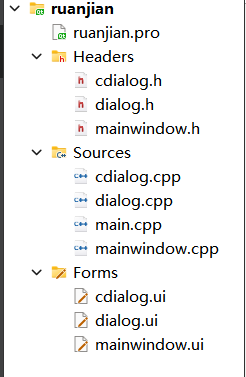 ruanjian
ruanjian.pro
Headers
cdialog.h
dialog.h
mainwindow.h
Sources
cdialog.cpp
dialog.cpp
main.cpp
mainwindow.cpp
Forms
cdialog.ui
dialog.ui
mainwindow.ui